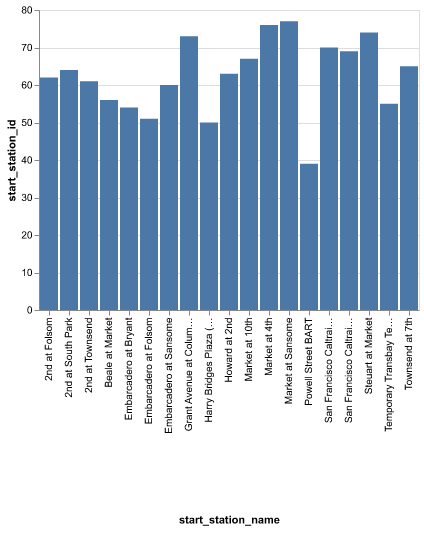 80
70
60
50
40
30
20
10
0
start_station_id
2nd at Folsom
2nd at South Park
2nd at Townsend
Beale at Market
Embarcadero at Bryant
Embarcadero at Folsom
Embarcadero at Sansome
Grant Avenue at Colum…
Harry Bridges Plaza (…
Howard at 2nd
Market at 10th
Market at 4th
Market at Sansome
Powell Street BART
San Francisco Caltrai…
San Francisco Caltrai…
Steuart at Market
Temporary Transbay Te…
Townsend at 7th
start_station_name